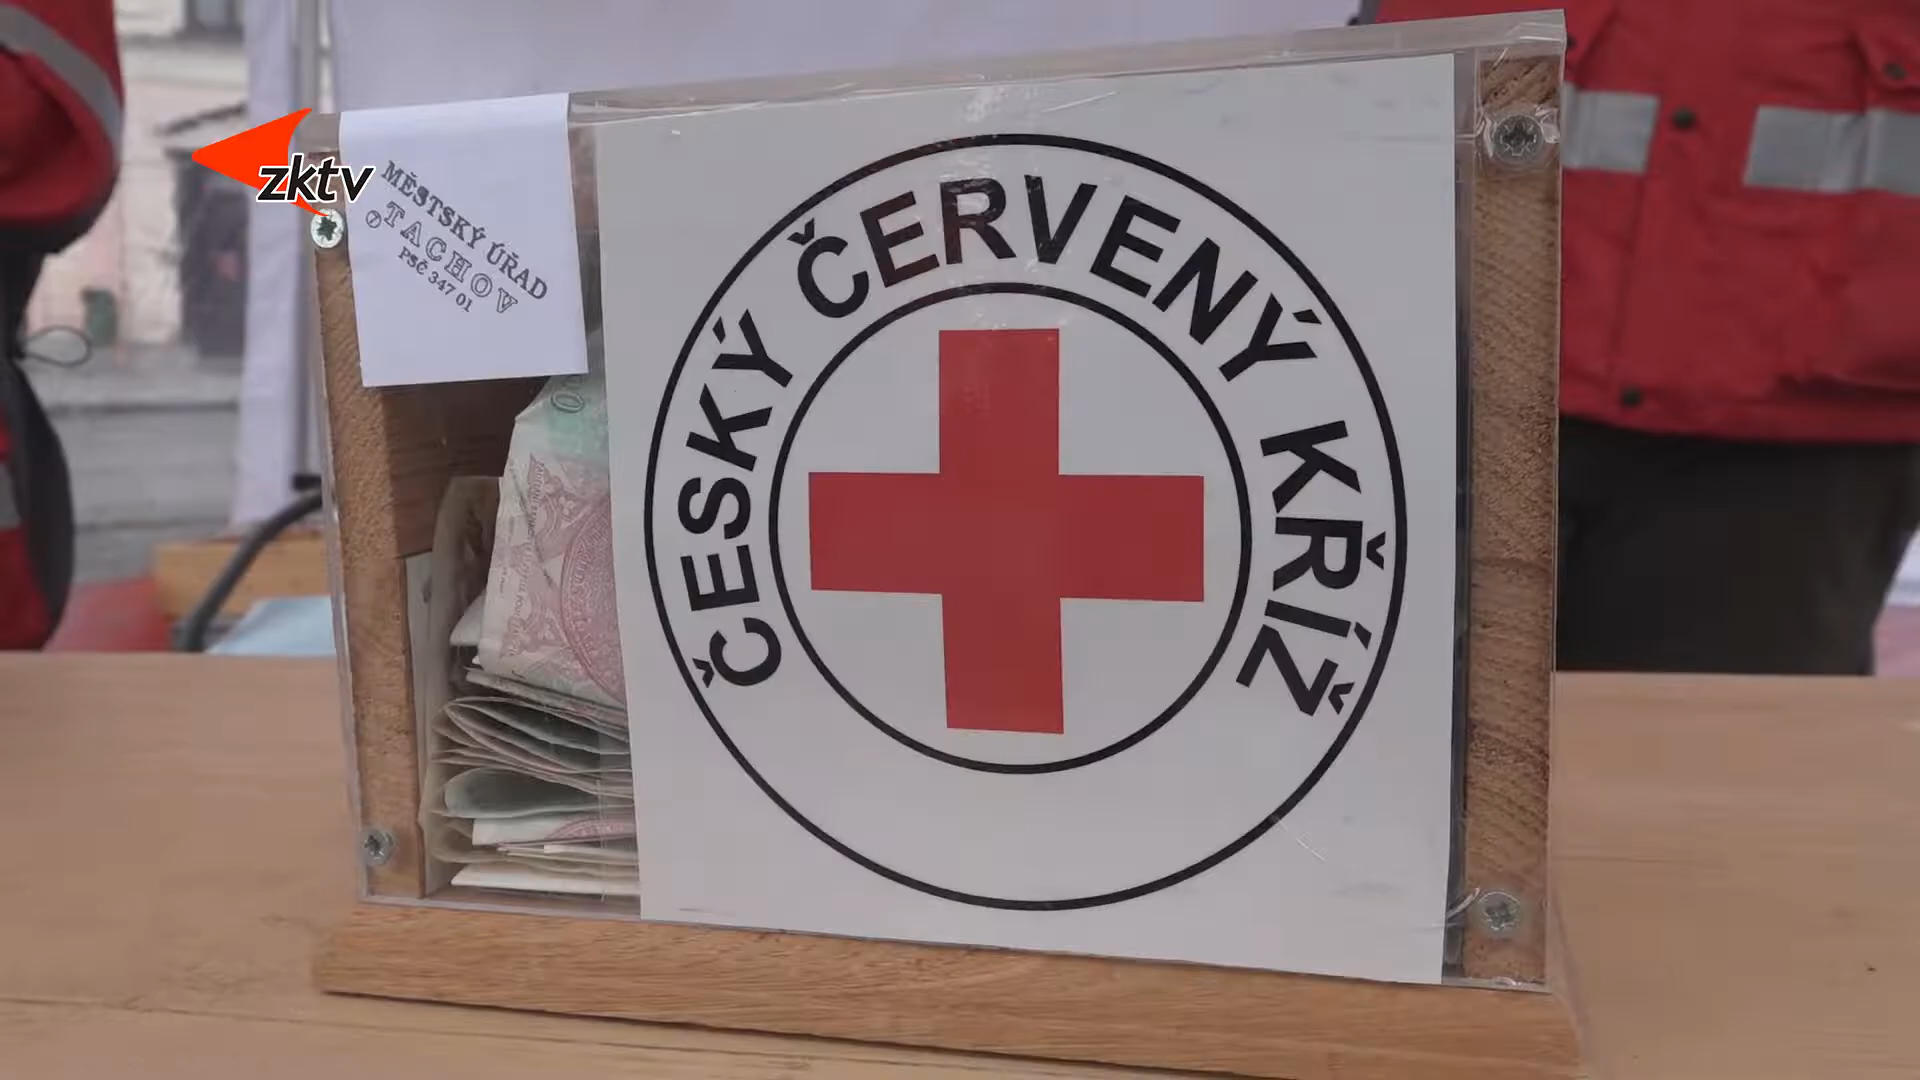 zktv
MĚSTSKÝ ÚŘAD
TACHOV
PSČ 347 01
ČESKÝ ČERVENÝ KŘÍŽ